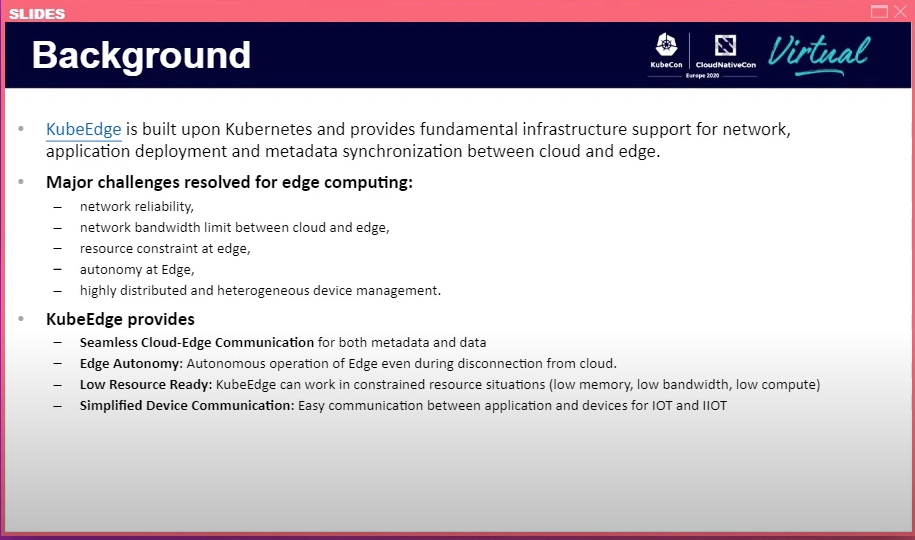 SLIDES
Background
KubeCon
CloudNativeCon
Europe 2020
Virtual
• KubeEdge is built upon Kubernetes and provides fundamental infrastructure support for network,
application deployment and metadata synchronization between cloud and edge.
• Major challenges resolved for edge computing:
– network reliability,
– network bandwidth limit between cloud and edge,
– resource constraint at edge,
– autonomy at Edge,
– highly distributed and heterogeneous device management.
• KubeEdge provides
– Seamless Cloud-Edge Communication for both metadata and data
– Edge Autonomy: Autonomous operation of Edge even during disconnection from cloud.
– Low Resource Ready: KubeEdge can work in constrained resource situations (low memory, low bandwidth, low compute)
– Simplified Device Communication: Easy communication between application and devices for IOT and IIOT